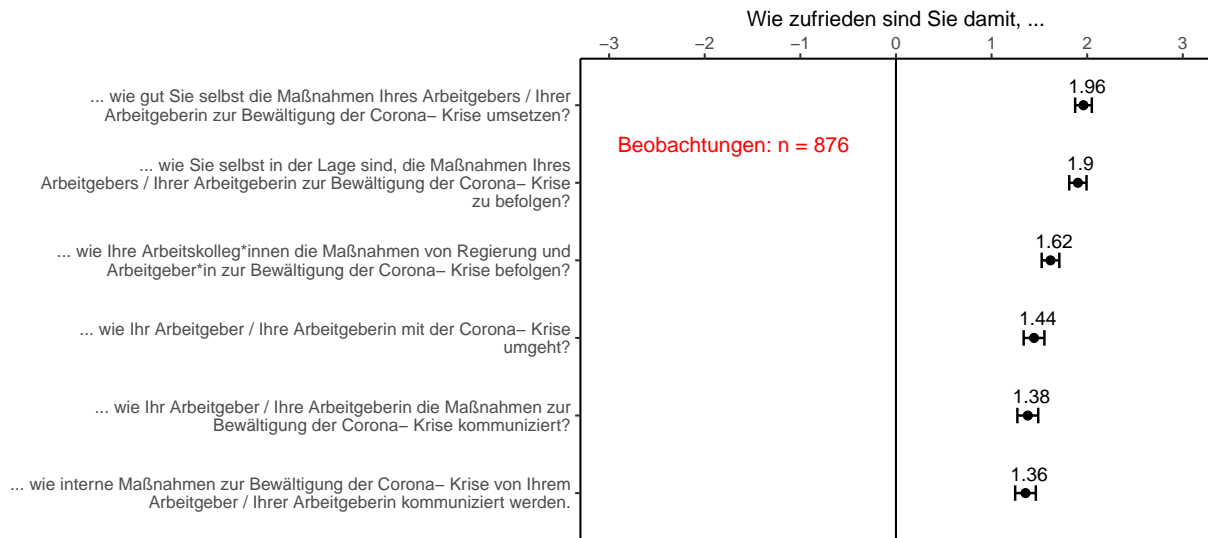 Wie zufrieden sind Sie damit, ...
−3 −2 −1 0 1 2 3
... wie gut Sie selbst die Maßnahmen Ihres Arbeitgebers / Ihrer
Arbeitgeberin zur Bewältigung der Corona− Krise umsetzen?
1.96
Beobachtungen: n = 876
... wie Sie selbst in der Lage sind, die Maßnahmen Ihres
Arbeitgebers / Ihrer Arbeitgeberin zur Bewältigung der Corona− Krise
zu befolgen?
1.9
... wie Ihre Arbeitskolleg*innen die Maßnahmen von Regierung und
Arbeitgeber*in zur Bewältigung der Corona− Krise befolgen?
1.62
... wie Ihr Arbeitgeber / Ihre Arbeitgeberin mit der Corona− Krise
umgeht?
1.44
... wie Ihr Arbeitgeber / Ihre Arbeitgeberin die Maßnahmen zur
Bewältigung der Corona− Krise kommuniziert?
1.38
... wie interne Maßnahmen zur Bewältigung der Corona− Krise von Ihrem
Arbeitgeber / Ihrer Arbeitgeberin kommuniziert werden.
1.36